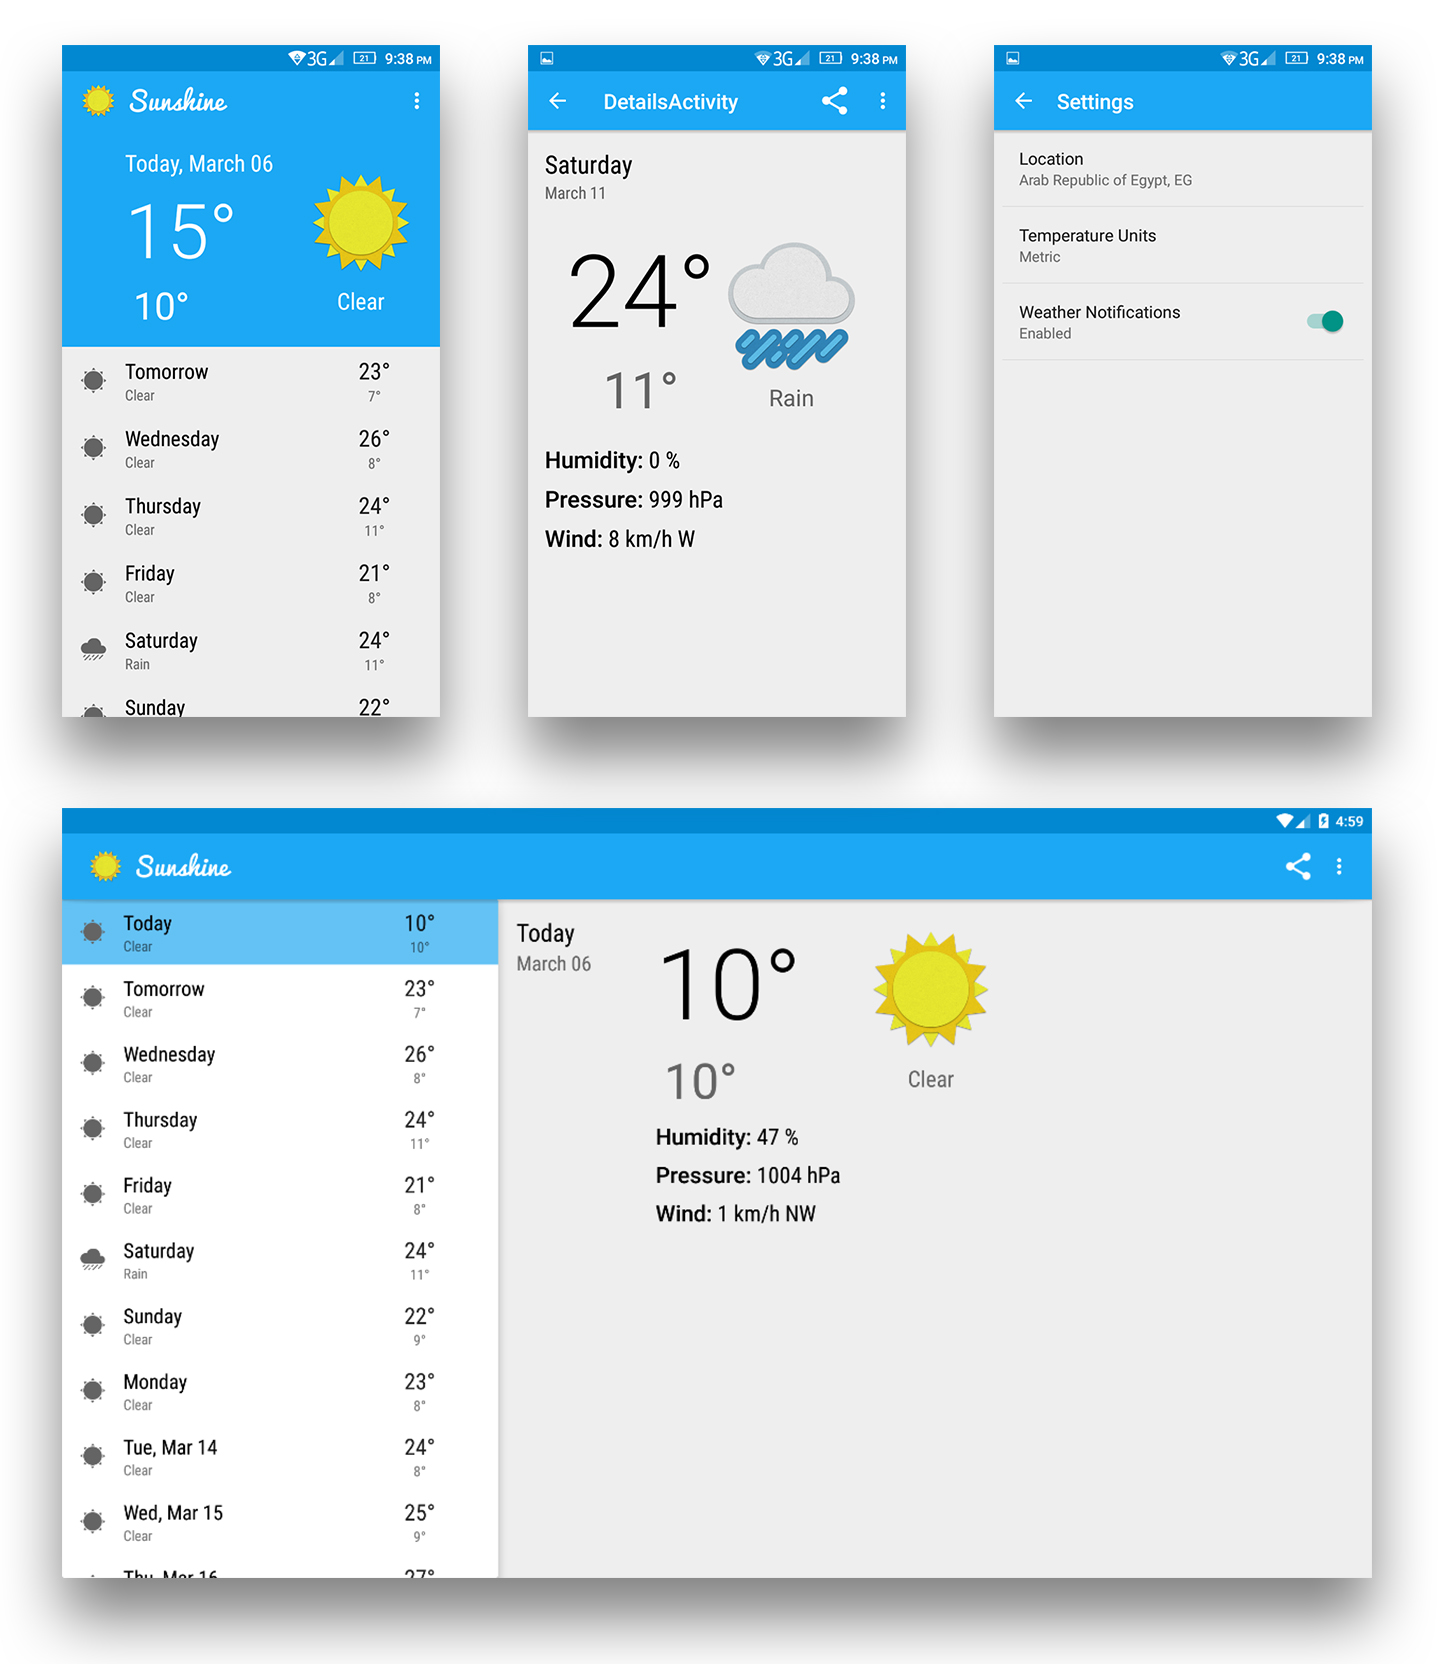 3G 21 9:38 PM
Sunshine
Today, March 06
15°
10°
Clear
Tomorrow 23°
Clear 7°
Wednesday 26°
Clear 8°
Thursday 24°
Clear 11°
Friday 21°
Clear 8°
Saturday 24°
Rain 11°
Sunday 22°
3G 21 9:38 PM
DetailsActivity
Saturday
March 11
24°
11°
Rain
Humidity: 0 %
Pressure: 999 hPa
Wind: 8 km/h W
3G 21 9:38 PM
Settings
Location
Arab Republic of Egypt, EG
Temperature Units
Metric
Weather Notifications
Enabled
4:59
Sunshine
Today 10°
Clear 10°
Tomorrow 23°
Clear 7°
Wednesday 26°
Clear 8°
Thursday 24°
Clear 11°
Friday 21°
Clear 8°
Saturday 24°
Rain 11°
Sunday 22°
Clear 9°
Monday 23°
Clear 8°
Tue, Mar 14 24°
Clear 8°
Wed, Mar 15 25°
Clear 9°
Thu, Mar 16 27°
Today
March 06
10°
10°
Clear
Humidity: 47 %
Pressure: 1004 hPa
Wind: 1 km/h NW